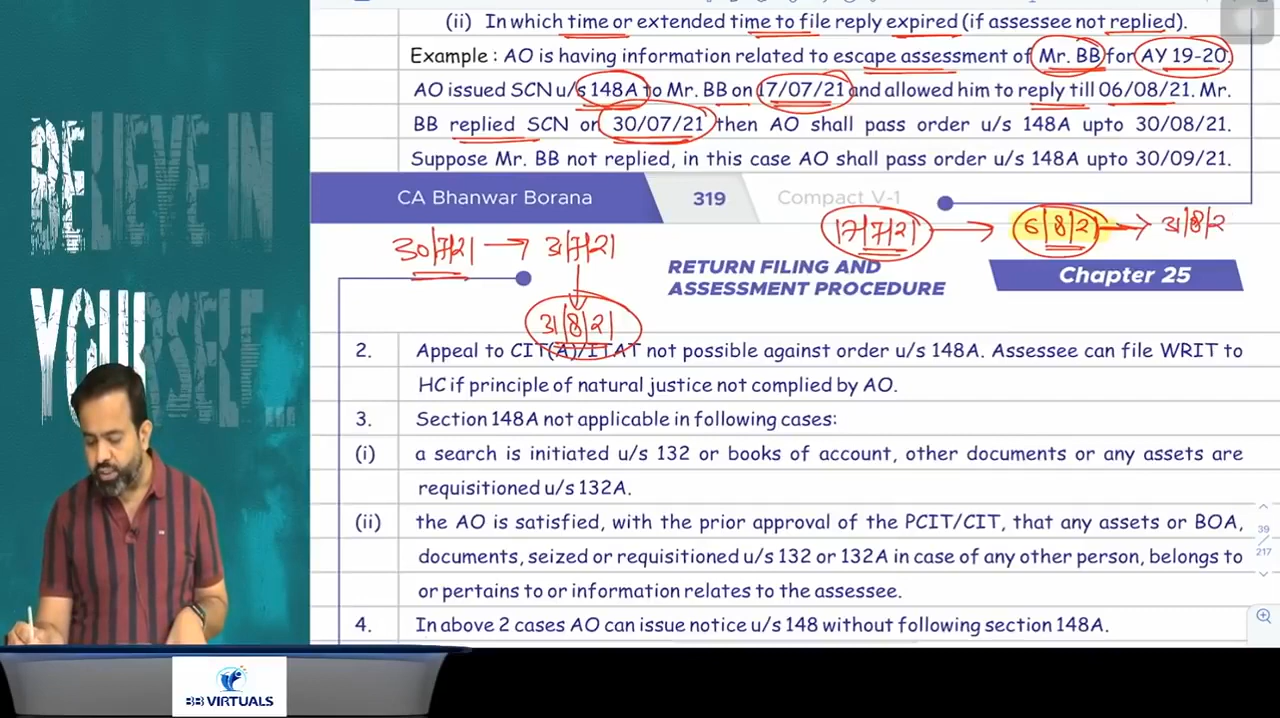 (ii) In which time or extended time to file reply expired (if assessee not replied).
Example : AO is having information related to escape assessment of Mr. BB for AY 19-20.
AO issued SCN u/s 148A to Mr. BB on 17/07/21 and allowed him to reply till 06/08/21. Mr.
BB replied SCN on 30/07/21 then AO shall pass order u/s 148A upto 30/08/21.
Suppose Mr. BB not replied, in this case AO shall pass order u/s 148A upto 30/09/21.
CA Bhanwar Borana 319 Compact V-1
17/7/21 → 6/8/21 → 31/8/2
30/7/21 → 31/7/21
31/8/21
RETURN FILING AND
ASSESSMENT PROCEDURE
Chapter 25
2. Appeal to CIT(A)/ITAT not possible against order u/s 148A. Assessee can file WRIT to
HC if principle of natural justice not complied by AO.
3. Section 148A not applicable in following cases:
(i) a search is initiated u/s 132 or books of account, other documents or any assets are
requisitioned u/s 132A.
(ii) the AO is satisfied, with the prior approval of the PCIT/CIT, that any assets or BOA,
documents, seized or requisitioned u/s 132 or 132A in case of any other person, belongs to
or pertains to or information relates to the assessee.
4. In above 2 cases AO can issue notice u/s 148 without following section 148A.
39
217
BELIEVE IN
YOURSELF...
BB VIRTUALS